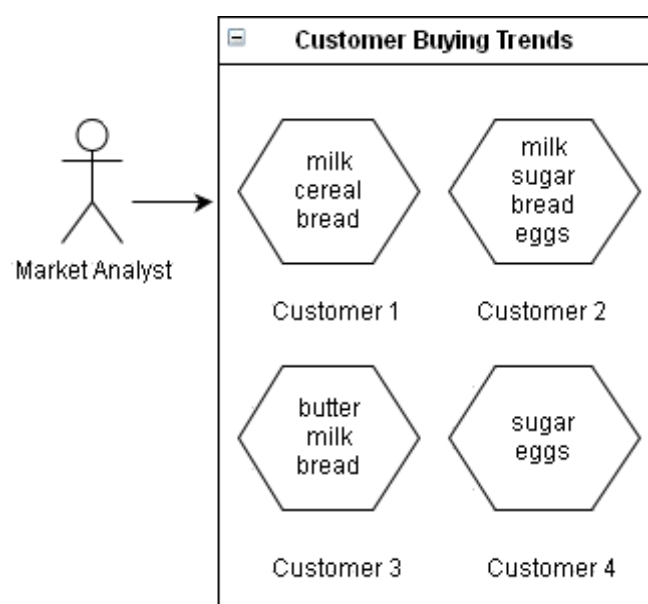 Customer Buying Trends
Market Analyst
milk
cereal
bread
Customer 1
milk
sugar
bread
eggs
Customer 2
butter
milk
bread
Customer 3
sugar
eggs
Customer 4